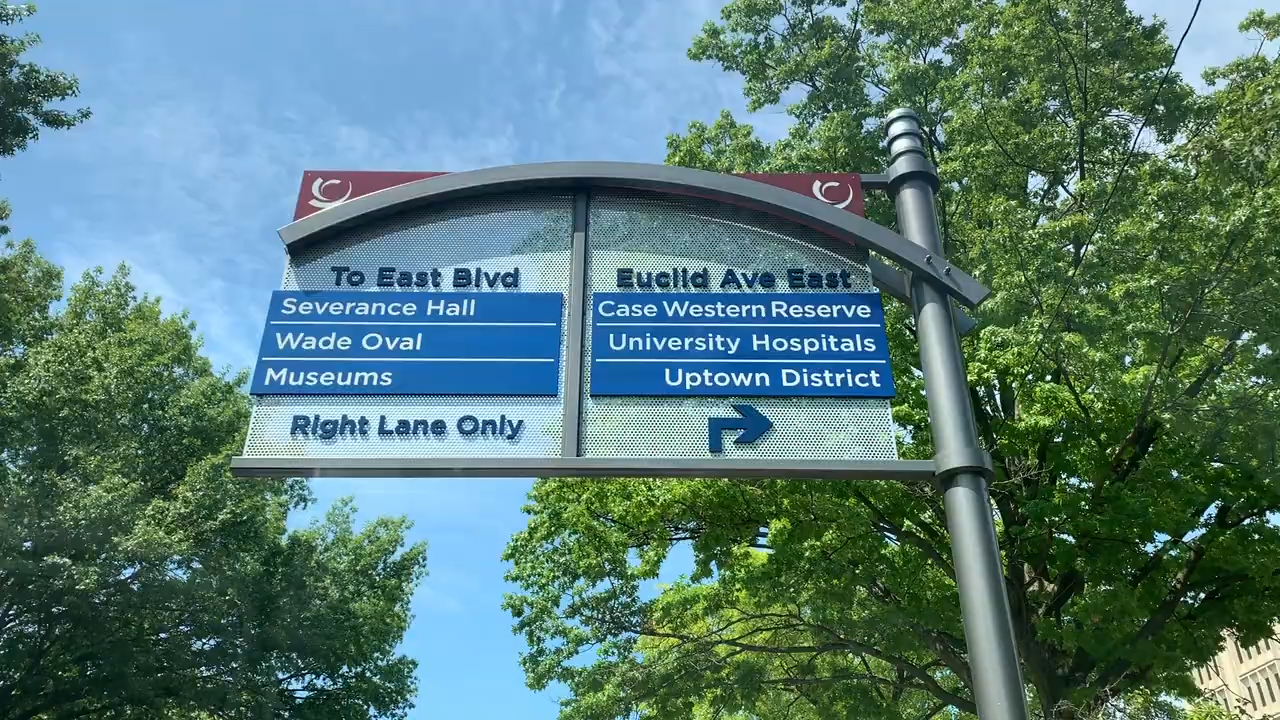 To East Blvd
Severance Hall
Wade Oval
Museums
Right Lane Only
Euclid Ave East
Case Western Reserve
University Hospitals
Uptown District